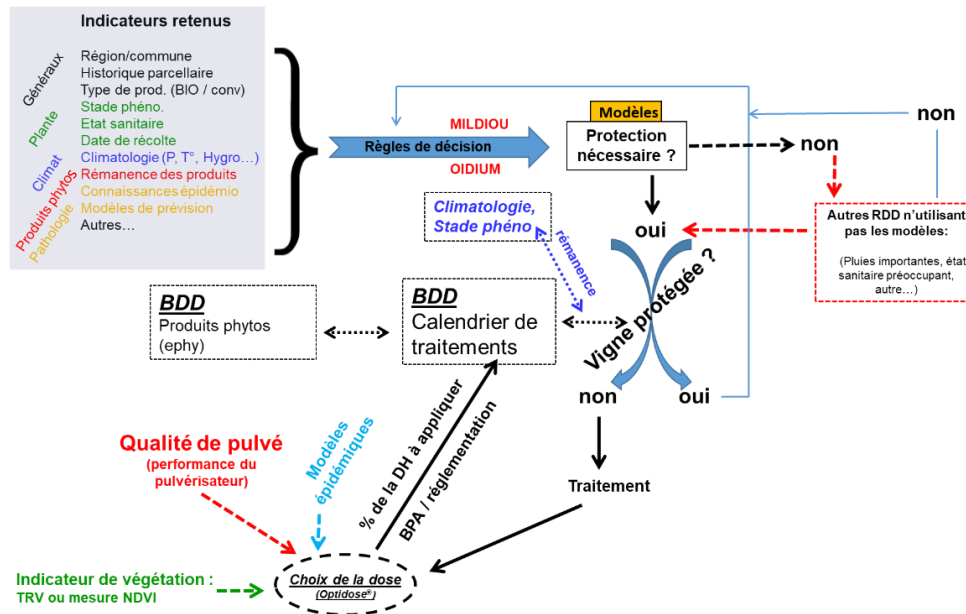 Indicateurs retenus
Généraux
Région/commune
Historique parcellaire
Type de prod. (BIO / conv)
Plante
Stade phéno.
Etat sanitaire
Date de récolte
Climat
Climatologie (P, T°, Hygro…)
Produits phytos
Rémanence des produits
Pathologie
Connaissances épidémio
Modèles de prévision
Autres…
MILDIOU
Règles de décision
OIDIUM
Modèles
Protection
nécessaire ?
non
non
oui
Autres RDD n'utilisant
pas les modèles:
(Pluies importantes, état
sanitaire préoccupant,
autre…)
Climatologie,
Stade phéno
rémanence
Vigne protégée ?
BDD
Produits phytos
(ephy)
BDD
Calendrier de
traitements
non
oui
Traitement
% de la DH à appliquer
BPA / réglementation
Modèles
épidémiques
Qualité de pulvé
(performance du
pulvérisateur)
Choix de la dose
(Optidose®)
Indicateur de végétation :
TRV ou mesure NDVI